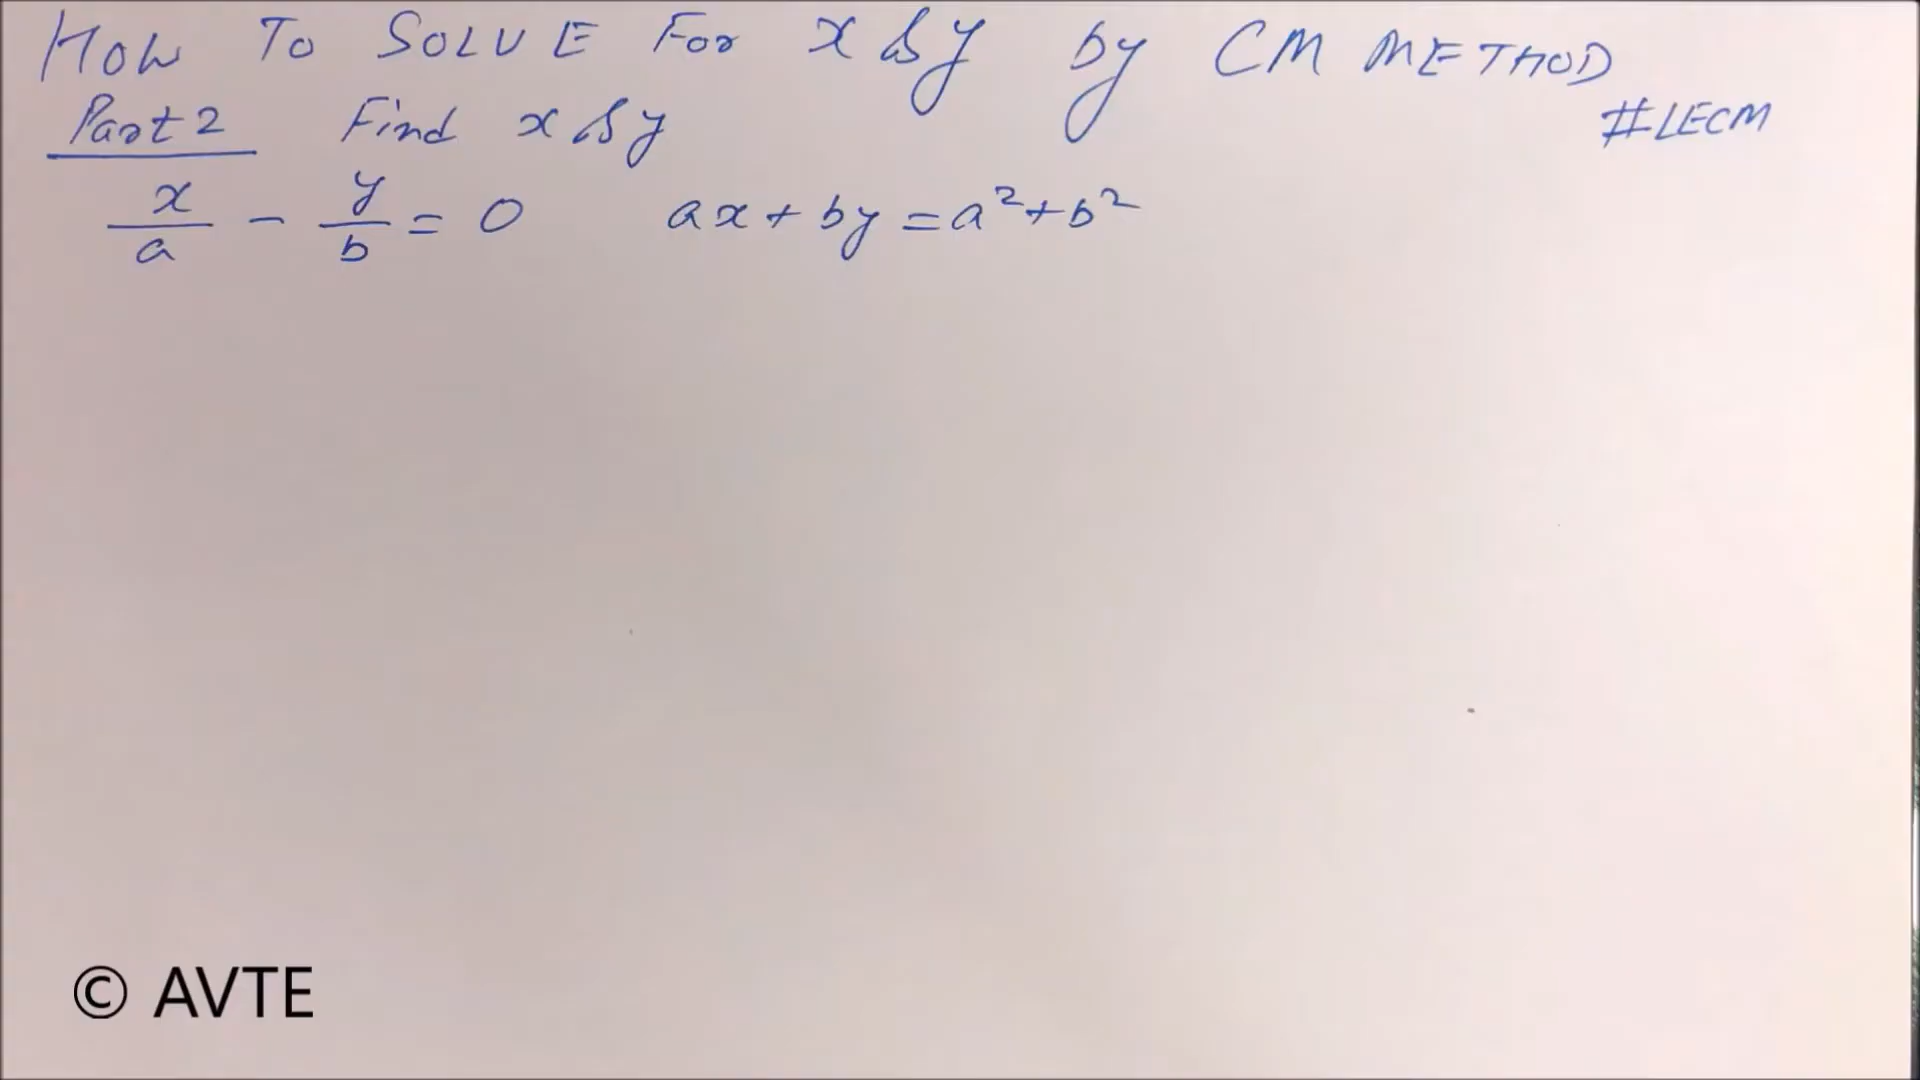 HOW TO SOLVE FOR x & y by CM METHOD
Part 2 Find x & y #LECM
x/a - y/b = 0 ax + by = a² + b²
© AVTE